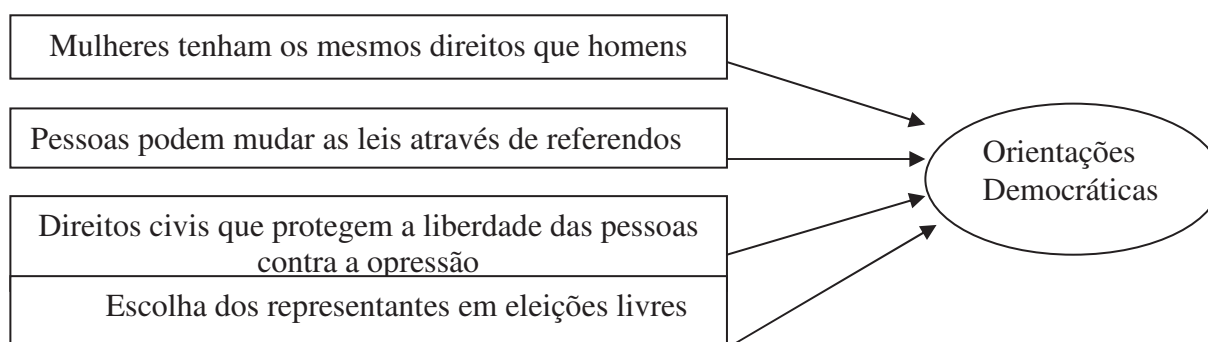 Mulheres tenham os mesmos direitos que homens
Pessoas podem mudar as leis através de referendos
Direitos civis que protegem a liberdade das pessoas
contra a opressão
Escolha dos representantes em eleições livres
Orientações
Democráticas